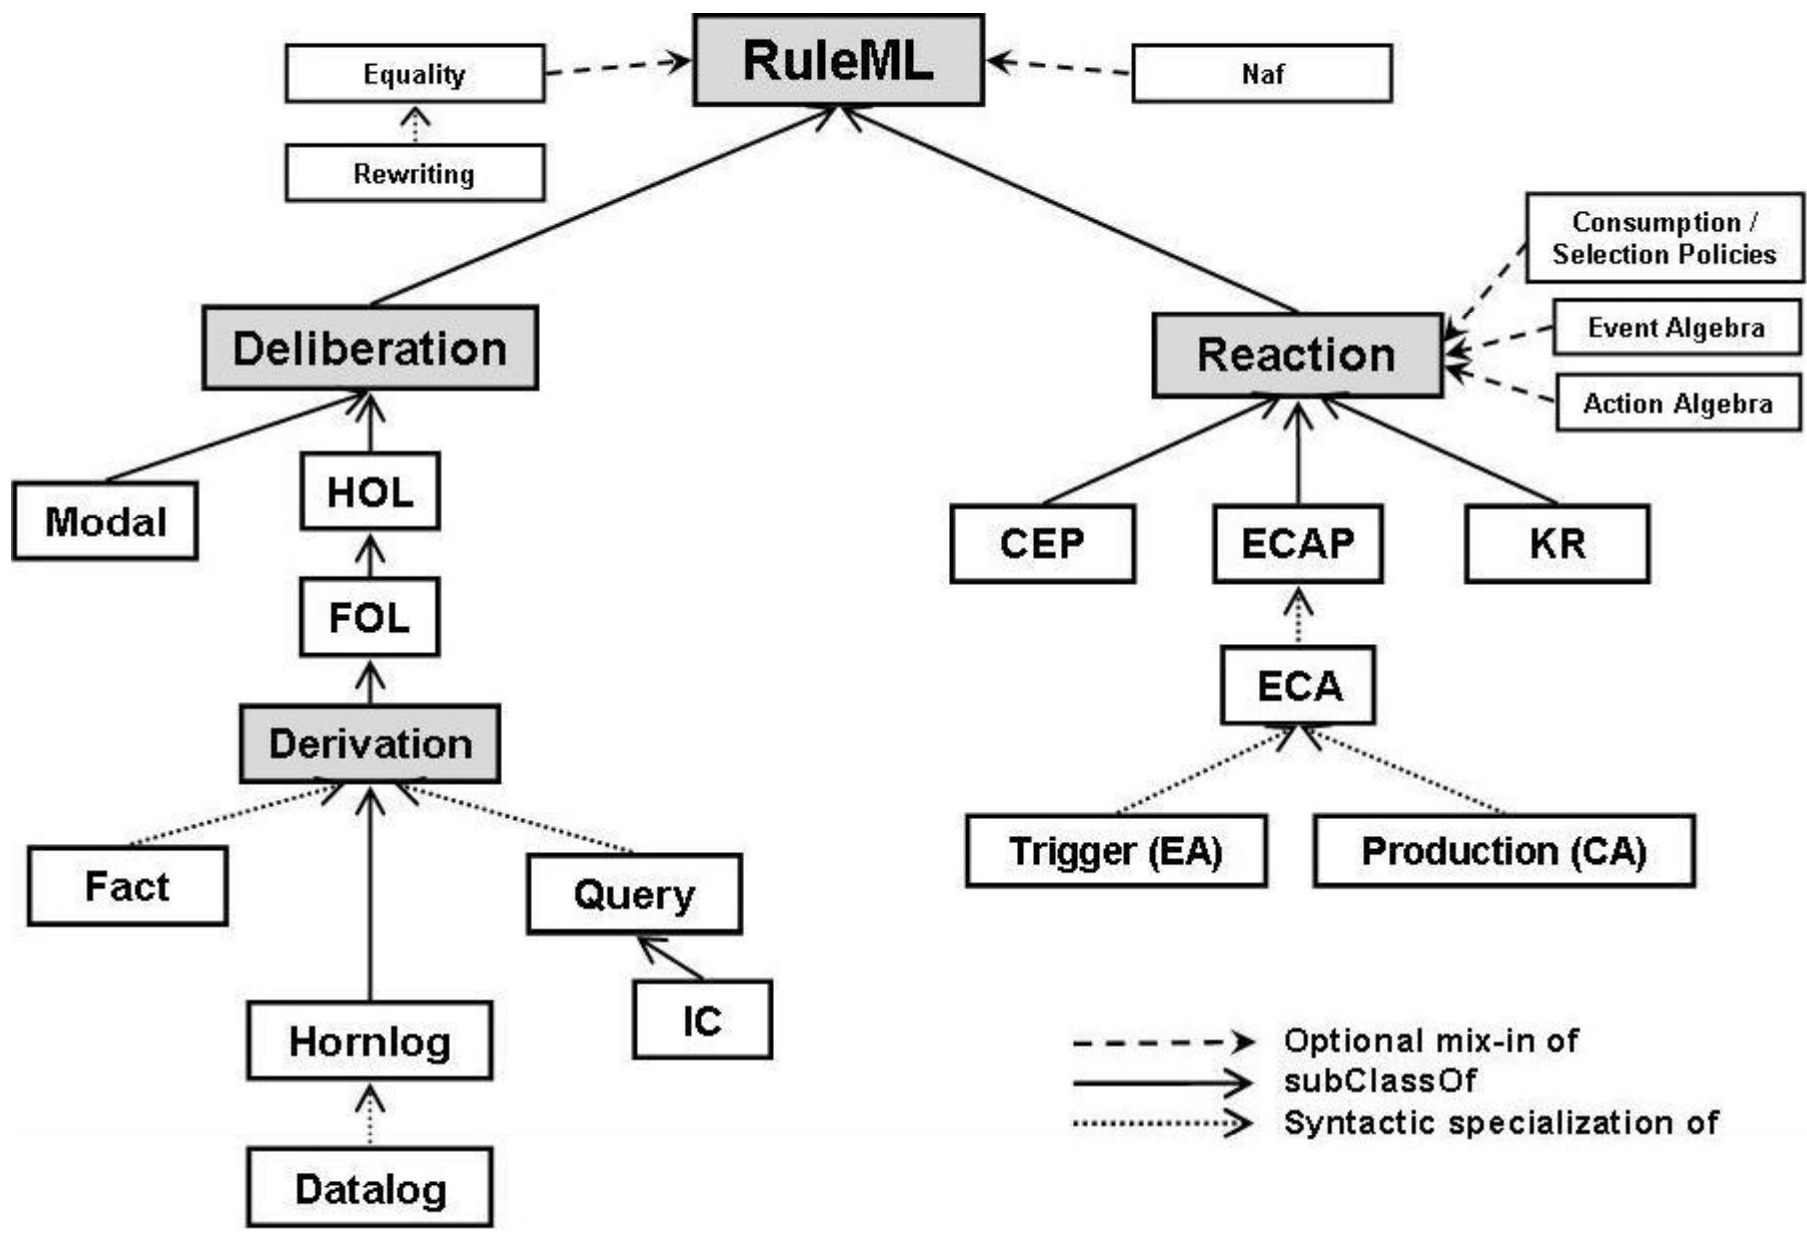 RuleML
Equality
Naf
Rewriting
Consumption /
Selection Policies
Event Algebra
Action Algebra
Deliberation
Reaction
Modal
HOL
FOL
CEP
ECAP
KR
ECA
Derivation
Trigger (EA)
Production (CA)
Fact
Query
IC
Hornlog
Datalog
Optional mix-in of
subClassOf
Syntactic specialization of